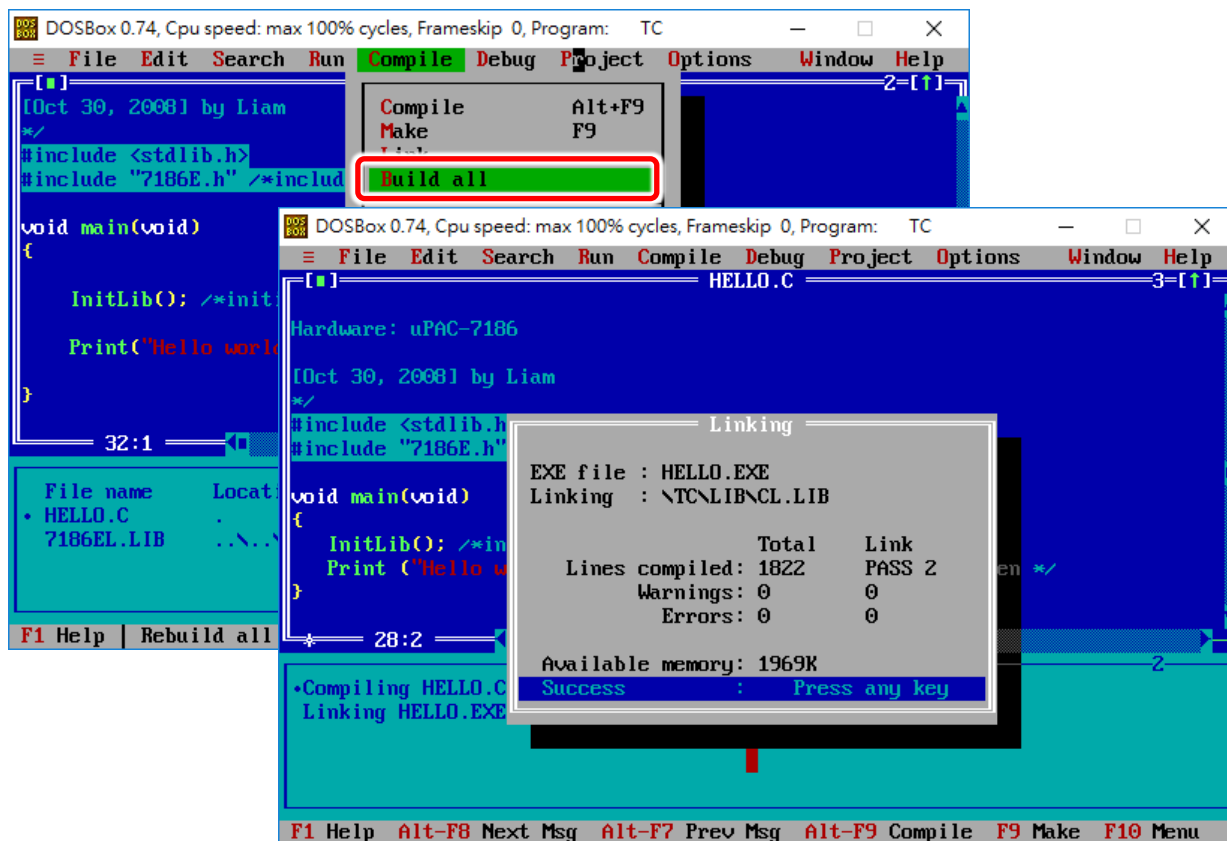 DOSBox 0.74, Cpu speed: max 100% cycles, Frameskip 0, Program: TC
≡ File Edit Search Run Compile Debug Project Options Window Help
2=[↑]
[Oct 30, 2008] by Liam
*/
#include <stdlib.h>
#include "7186E.h" /*includ
Compile Alt+F9
Make F9
Link
Build all
void main(void)
{
InitLib(); /*init
Print("Hello world
}
32:1
File name Locati
• HELLO.C .
7186EL.LIB ..\..\
F1 Help | Rebuild all
DOSBox 0.74, Cpu speed: max 100% cycles, Frameskip 0, Program: TC
≡ File Edit Search Run Compile Debug Project Options Window Help
HELLO.C 3=[↑]
Hardware: uPAC-7186
[Oct 30, 2008] by Liam
*/
#include <stdlib.h
#include "7186E.h"
void main(void)
{
InitLib(); /*in
Print ("Hello w en */
}
28:2
Linking
EXE file : HELLO.EXE
Linking : \TC\LIB\CL.LIB
Total Link
Lines compiled: 1822 PASS 2
Warnings: 0 0
Errors: 0 0
Available memory: 1969K
Success : Press any key
2
•Compiling HELLO.C
Linking HELLO.EXE
F1 Help Alt-F8 Next Msg Alt-F7 Prev Msg Alt-F9 Compile F9 Make F10 Menu